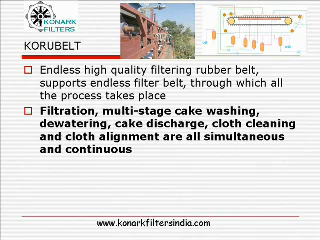 KONARK
FILTERS
KORUBELT
Endless high quality filtering rubber belt,
supports endless filter belt, through which all
the process takes place
Filtration, multi-stage cake washing,
dewatering, cake discharge, cloth cleaning
and cloth alignment are all simultaneous
and continuous
www.konarkfiltersindia.com